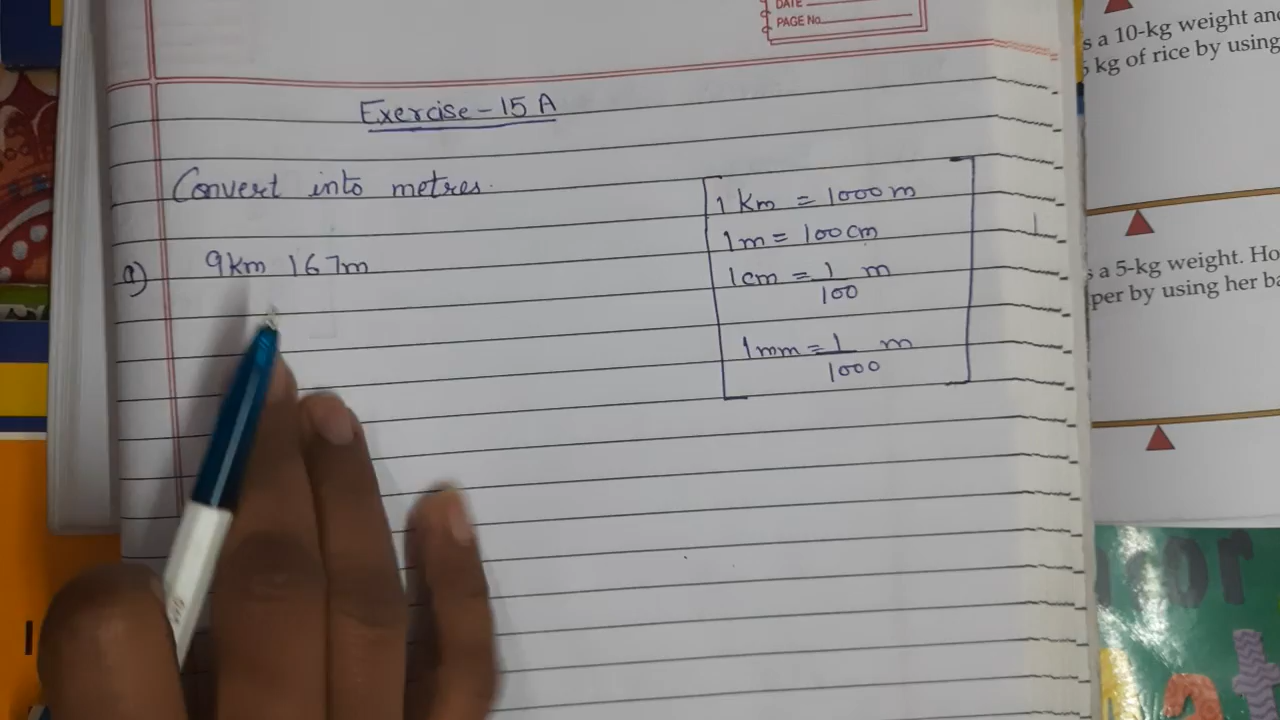 DATE
PAGE No.
Exercise - 15 A
Convert into metres.
a) 9km 167m
1 Km = 1000 m
1m = 100 cm
1cm = 1/100 m
1mm = 1/1000 m
s a 10-kg weight and
kg of rice by using
s a 5-kg weight. Ho
per by using her ba